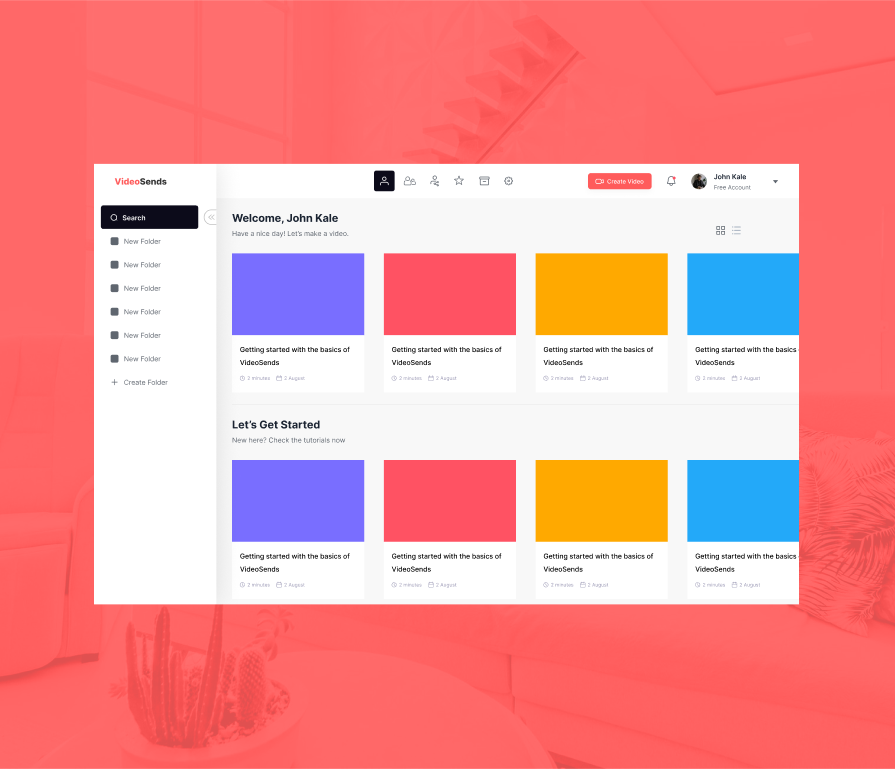 VideoSends
Create Video
John Kale
Free Account
Search
New Folder
New Folder
New Folder
New Folder
New Folder
New Folder
Create Folder
Welcome, John Kale
Have a nice day! Let's make a video.
Getting started with the basics of
VideoSends
2 minutes 2 August
Getting started with the basics of
VideoSends
2 minutes 2 August
Getting started with the basics of
VideoSends
2 minutes 2 August
Getting started with the basics
VideoSends
2 minutes 2 August
Let's Get Started
New here? Check the tutorials now
Getting started with the basics of
VideoSends
2 minutes 2 August
Getting started with the basics of
VideoSends
2 minutes 2 August
Getting started with the basics of
VideoSends
2 minutes 2 August
Getting started with the basics
VideoSends
2 minutes 2 August